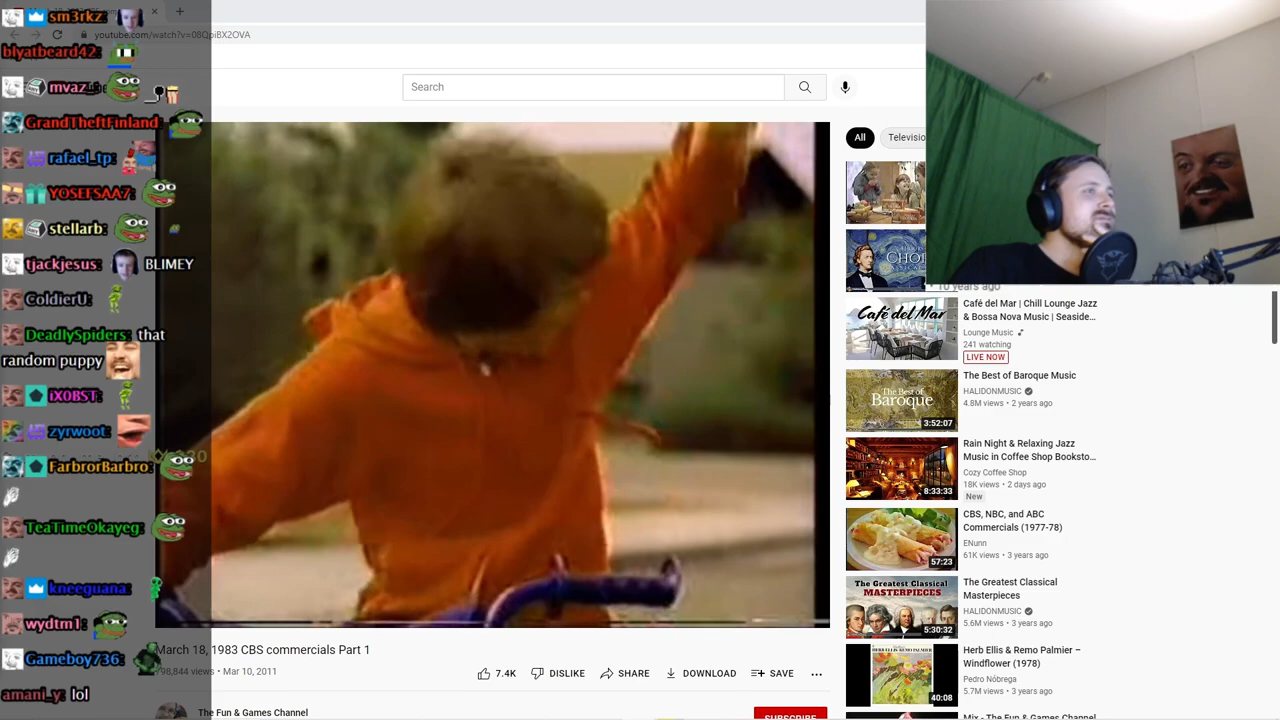 sm3rkz:
blyatbeard42:
mvaz_
GrandTheftFinland:
rafael_tp:
YOSEFSAA7:
stellarb:
tjackjesus: BLIMEY
ColdierU:
DeadlySpiders: that
random puppy
iX0BST:
zyrwoot:
FarbrorBarbro:
TeaTimeOkayeg:
kneeguana:
wydtm1:
Gameboy736:
amani_y: lol
youtube.com/watch?v=08QpiBX2OVA
Search
March 18, 1983 CBS commercials Part 1
798,844 views • Mar 10, 2011
7.4K
DISLIKE
SHARE
DOWNLOAD
SAVE
The Fun & Games Channel
SUBSCRIBE
All
Televisio
10 years ago
Café del Mar
Café del Mar | Chill Lounge Jazz
& Bossa Nova Music | Seaside...
Lounge Music
241 watching
LIVE NOW
The Best of
Baroque
3:52:07
The Best of Baroque Music
HALIDONMUSIC
4.8M views • 2 years ago
8:33:33
Rain Night & Relaxing Jazz
Music in Coffee Shop Booksto...
Cozy Coffee Shop
18K views • 2 days ago
New
57:23
CBS, NBC, and ABC
Commercials (1977-78)
ENunn
61K views • 3 years ago
The Greatest Classical
MASTERPIECES
5:30:32
The Greatest Classical
Masterpieces
HALIDONMUSIC
5.6M views • 3 years ago
40:08
Herb Ellis & Remo Palmier –
Windflower (1978)
Pedro Nóbrega
5.7M views • 3 years ago
Mix - The Fun & Games Channel